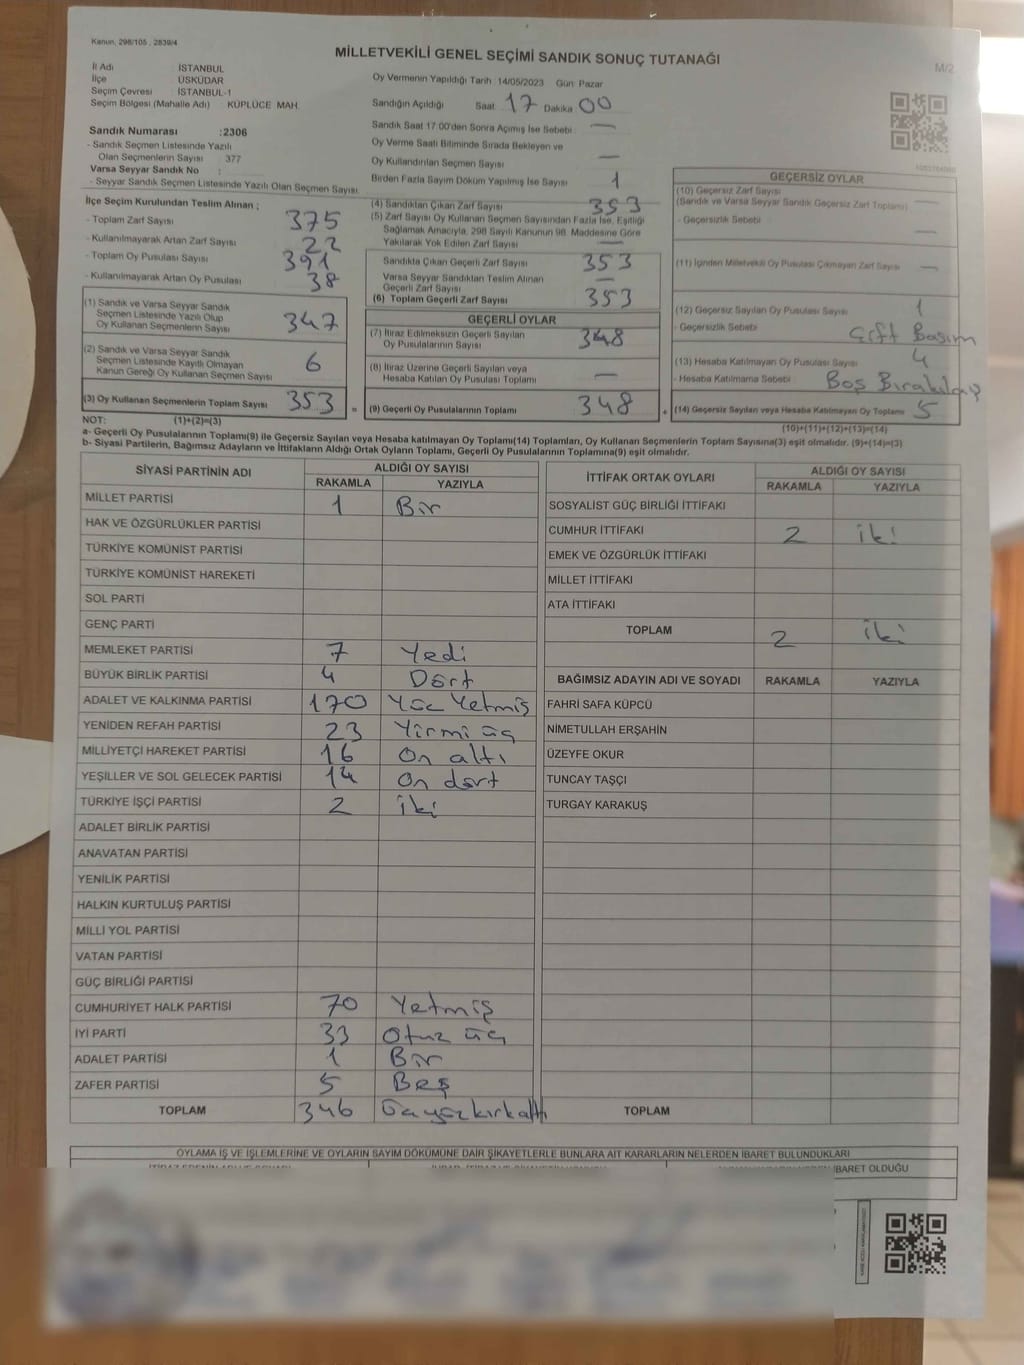 Kanun, 298/105 , 2839/4
MİLLETVEKİLİ GENEL SEÇİMİ SANDIK SONUÇ TUTANAĞI
M/2
İl Adı İSTANBUL
İlçe ÜSKÜDAR
Seçim Çevresi İSTANBUL-1
Seçim Bölgesi (Mahalle Adı) KÜPLÜCE MAH.
Sandık Numarası :2306
- Sandık Seçmen Listesinde Yazılı
Olan Seçmenlerin Sayısı 377
Varsa Seyyar Sandık No :
- Seyyar Sandık Seçmen Listesinde Yazılı Olan Seçmen Sayısı.
Oy Vermenin Yapıldığı Tarih 14/05/2023 Gün: Pazar
Sandığın Açıldığı Saat 17 Dakika 00
Sandık Saat 17.00'den Sonra Açımış İse Sebebi —
Oy Verme Saati Bitiminde Sırada Bekleyen ve
Oy Kullandırılan Seçmen Sayısı —
Birden Fazla Sayım Döküm Yapılmış İse Sayısı 1
İlçe Seçim Kurulundan Teslim Alınan ;
- Toplam Zarf Sayısı 375
- Kullanılmayarak Artan Zarf Sayısı 22
- Toplam Oy Pusulası Sayısı 391
- Kullanılmayarak Artan Oy Pusulası 38
(1) Sandık ve Varsa Seyyar Sandık
Seçmen Listesinde Yazılı Olup
Oy Kullanan Seçmenlerin Sayısı 347
(2) Sandık ve Varsa Seyyar Sandık
Seçmen Listesinde Kayıtlı Olmayan
Kanun Gereği Oy Kullanan Seçmen Sayısı 6
(3) Oy Kullanan Seçmenlerin Toplam Sayısı 353
(4) Sandıktan Çıkan Zarf Sayısı 353
(5) Zarf Sayısı Oy Kullanan Seçmen Sayısından Fazla İse, Eşitliği
Sağlamak Amacıyla, 298 Sayılı Kanunun 98. Maddesine Göre
Yakılarak Yok Edilen Zarf Sayısı —
Sandıkta Çıkan Geçerli Zarf Sayısı 353
Varsa Seyyar Sandıktan Teslim Alınan
Geçerli Zarf Sayısı —
(6) Toplam Geçerli Zarf Sayısı 353
GEÇERLİ OYLAR
(7) İtiraz Edilmeksizin Geçerli Sayılan
Oy Pusulalarının Sayısı 348
(8) İtiraz Üzerine Geçerli Sayılan veya
Hesaba Katılan Oy Pusulası Toplamı —
= (9) Geçerli Oy Pusulalarının Toplamı 348 +
GEÇERSİZ OYLAR
(10) Geçersiz Zarf Sayısı
(Sandık ve Varsa Seyyar Sandık Geçersiz Zarf Toplamı) —
- Geçersizlik Sebebi —
(11) İçinden Milletvekili Oy Pusulası Çıkmayan Zarf Sayısı —
(12) Geçersiz Sayılan Oy Pusulası Sayısı 1
- Geçersizlik Sebebi Çift Basım
(13) Hesaba Katılmayan Oy Pusulası Sayısı 4
- Hesaba Katılmama Sebebi Boş Bırakılmış
(14) Geçersiz Sayılan veya Hesaba Katılmayan Oy Toplamı 5
NOT: (1)+(2)=(3) (10)+(11)+(12)+(13)=(14)
a- Geçerli Oy Pusulalarının Toplamı(9) ile Geçersiz Sayılan veya Hesaba katılmayan Oy Toplamı(14) Toplamları, Oy Kullanan Seçmenlerin Toplam Sayısına(3) eşit olmalıdır. (9)+(14)=(3)
b- Siyasi Partilerin, Bağımsız Adayların ve İttifakların Aldığı Ortak Oyların Toplamı, Geçerli Oy Pusulalarının Toplamına(9) eşit olmalıdır.
SİYASİ PARTİNİN ADI ALDIĞI OY SAYISI
RAKAMLA YAZIYLA
MİLLET PARTİSİ 1 Bir
HAK VE ÖZGÜRLÜKLER PARTİSİ
TÜRKİYE KOMÜNİST PARTİSİ
TÜRKİYE KOMÜNİST HAREKETİ
SOL PARTİ
GENÇ PARTİ
MEMLEKET PARTİSİ 7 Yedi
BÜYÜK BİRLİK PARTİSİ 4 Dört
ADALET VE KALKINMA PARTİSİ 170 Yüz Yetmiş
YENİDEN REFAH PARTİSİ 23 Yirmi üç
MİLLİYETÇİ HAREKET PARTİSİ 16 On altı
YEŞİLLER VE SOL GELECEK PARTİSİ 14 On dört
TÜRKİYE İŞÇİ PARTİSİ 2 iki
ADALET BİRLİK PARTİSİ
ANAVATAN PARTİSİ
YENİLİK PARTİSİ
HALKIN KURTULUŞ PARTİSİ
MİLLİ YOL PARTİSİ
VATAN PARTİSİ
GÜÇ BİRLİĞİ PARTİSİ
CUMHURİYET HALK PARTİSİ 70 Yetmiş
İYİ PARTİ 33 Otuz üç
ADALET PARTİSİ 1 Bir
ZAFER PARTİSİ 5 Beş
TOPLAM 346 Üçyüzkırkaltı
İTTİFAK ORTAK OYLARI ALDIĞI OY SAYISI
RAKAMLA YAZIYLA
SOSYALİST GÜÇ BİRLİĞİ İTTİFAKI
CUMHUR İTTİFAKI 2 iki
EMEK VE ÖZGÜRLÜK İTTİFAKI
MİLLET İTTİFAKI
ATA İTTİFAKI
TOPLAM 2 iki
BAĞIMSIZ ADAYIN ADI VE SOYADI RAKAMLA YAZIYLA
FAHRİ SAFA KÜPCÜ
NİMETULLAH ERŞAHİN
ÜZEYFE OKUR
TUNCAY TAŞÇI
TURGAY KARAKUŞ
TOPLAM
OYLAMA İŞ VE İŞLEMLERİNE VE OYLARIN SAYIM DÖKÜMÜNE DAİR ŞİKAYETLERLE BUNLARA AİT KARARLARIN NELERDEN İBARET BULUNDUKLARI
İBARET OLDUĞU